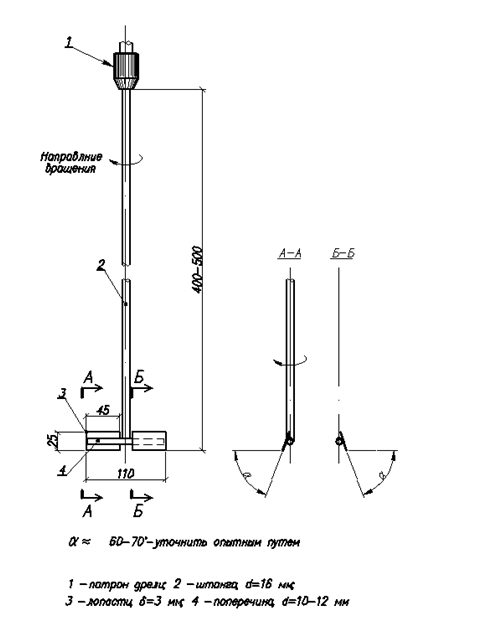 1
Направлние
вращения
2
400-500
А-А
Б-Б
А
Б
3
45
25
4
110
А
Б
α
α
α ≈ 60-70°-уточнить опытным путем
1 -патрон дрели; 2 -штанга, d=16 мм;
3 -лопасти, δ=3 мм; 4 -поперечина, d=10-12 мм